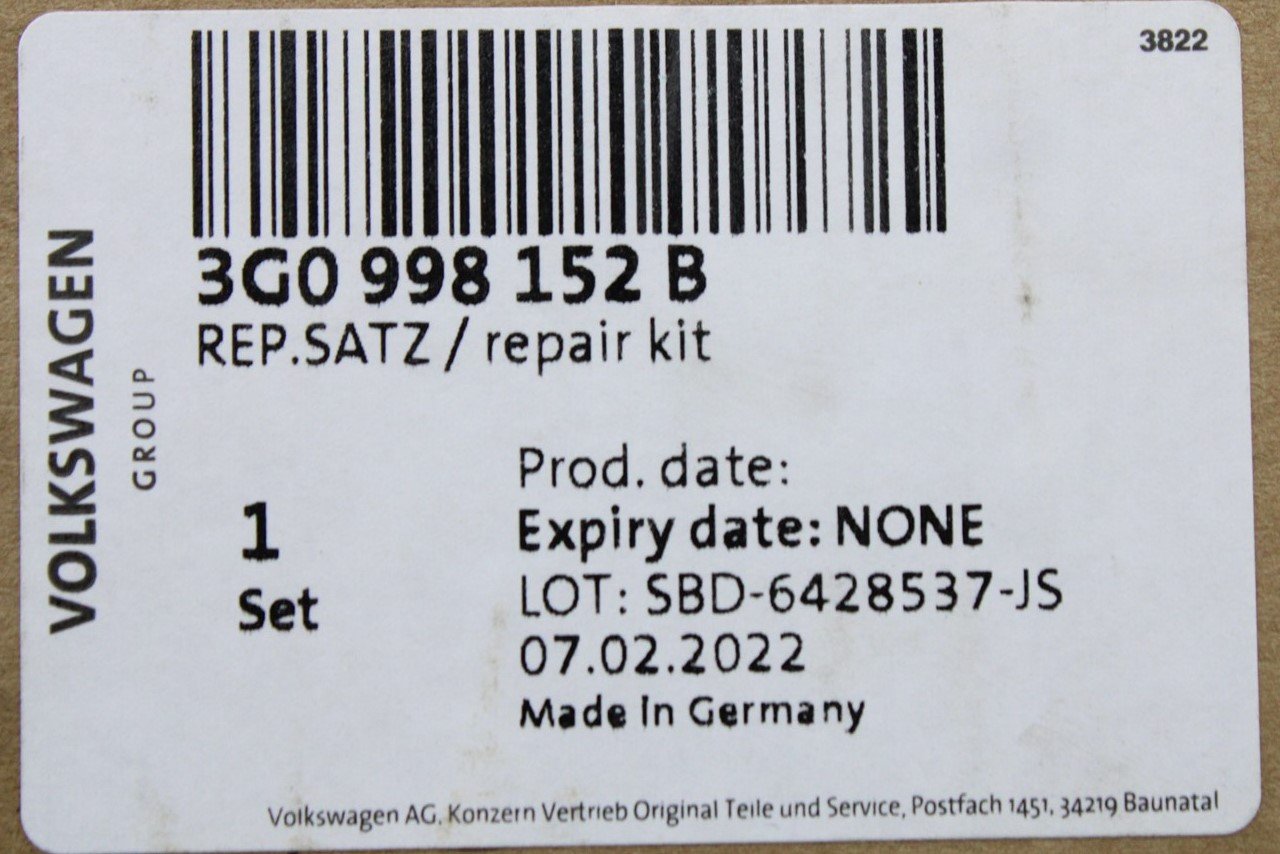 3822
VOLKSWAGEN
GROUP
3G0 998 152 B
REP.SATZ / repair kit
Prod. date:
1
Expiry date: NONE
Set
LOT: SBD-6428537-JS
07.02.2022
Made in Germany
Volkswagen AG, Konzern Vertrieb Original Teile und Service, Postfach 1451, 34219 Baunatal